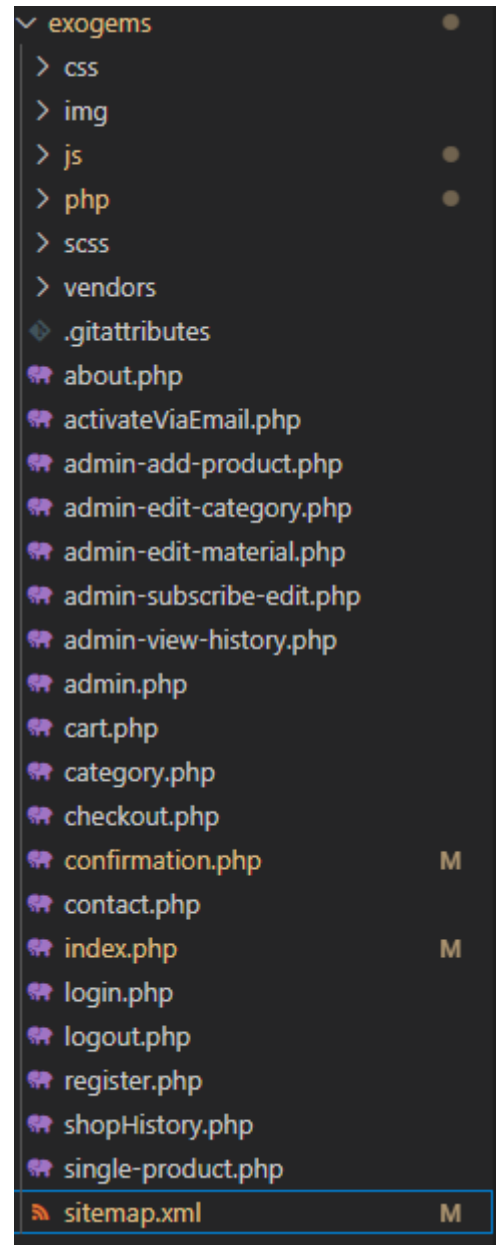 exogems
css
img
js
php
scss
vendors
.gitattributes
about.php
activateViaEmail.php
admin-add-product.php
admin-edit-category.php
admin-edit-material.php
admin-subscribe-edit.php
admin-view-history.php
admin.php
cart.php
category.php
checkout.php
confirmation.php M
contact.php
index.php M
login.php
logout.php
register.php
shopHistory.php
single-product.php
sitemap.xml M